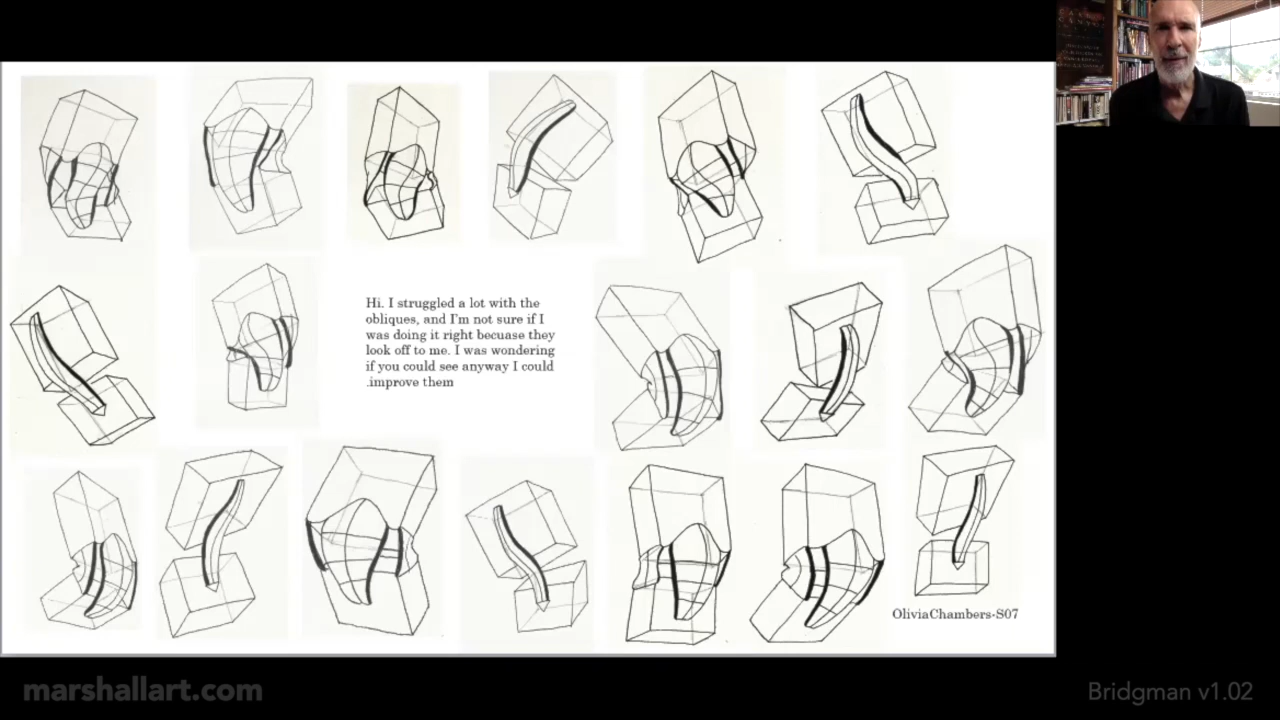 Hi. I struggled a lot with the
obliques, and I'm not sure if I
was doing it right becuase they
look off to me. I was wondering
if you could see anyway I could
.improve them
OliviaChambers-S07
marshallart.com
Bridgman v1.02